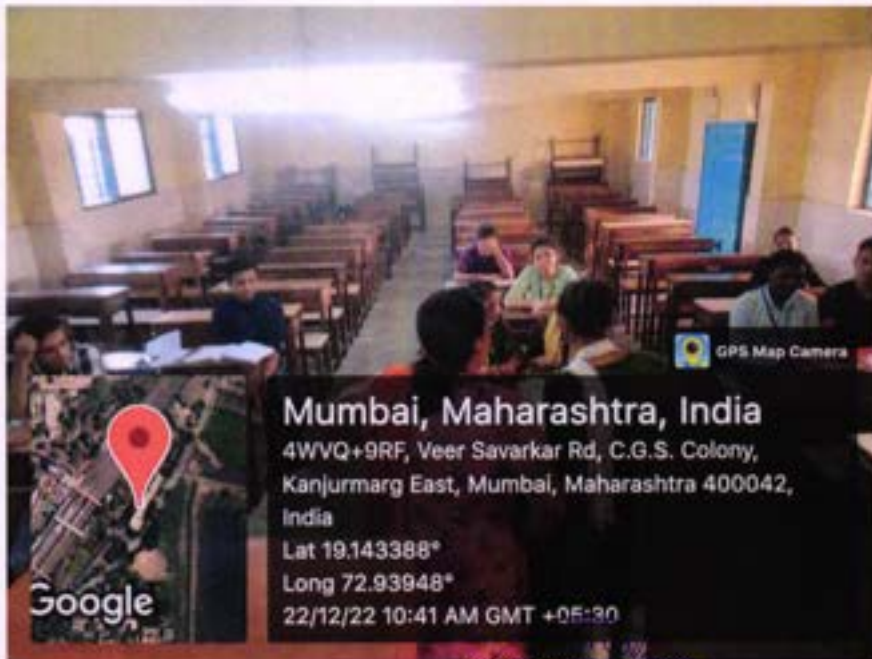 GPS Map Camera
Mumbai, Maharashtra, India
4WVQ+9RF, Veer Savarkar Rd, C.G.S. Colony,
Kanjurmarg East, Mumbai, Maharashtra 400042,
India
Lat 19.143388°
Long 72.93948°
22/12/22 10:41 AM GMT +05:30
Google